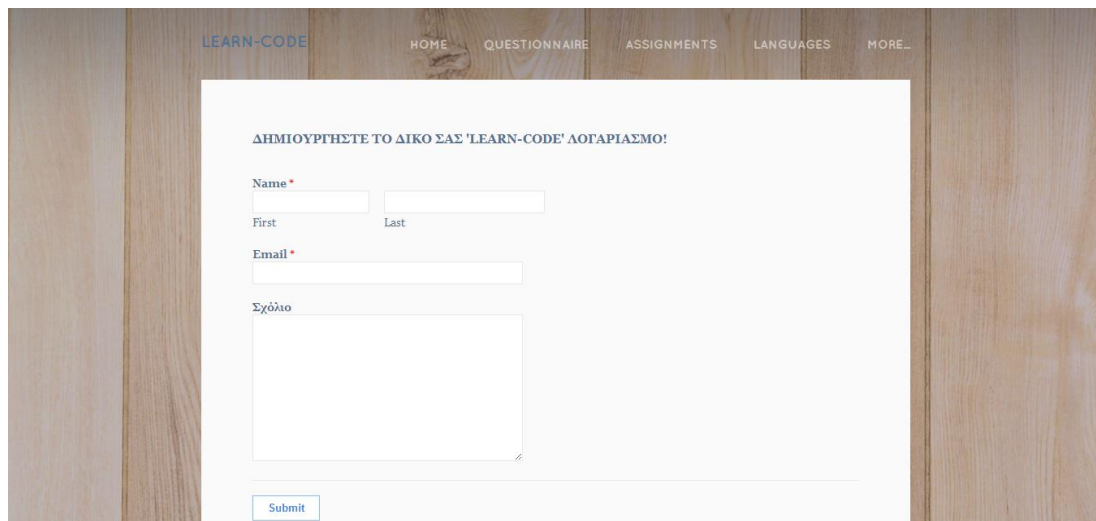 LEARN-CODE HOME QUESTIONNAIRE ASSIGNMENTS LANGUAGES MORE...
ΔΗΜΙΟΥΡΓΗΣΤΕ ΤΟ ΔΙΚΟ ΣΑΣ 'LEARN-CODE' ΛΟΓΑΡΙΑΣΜΟ!
Name *
First Last
Email *
Σχόλιο
Submit